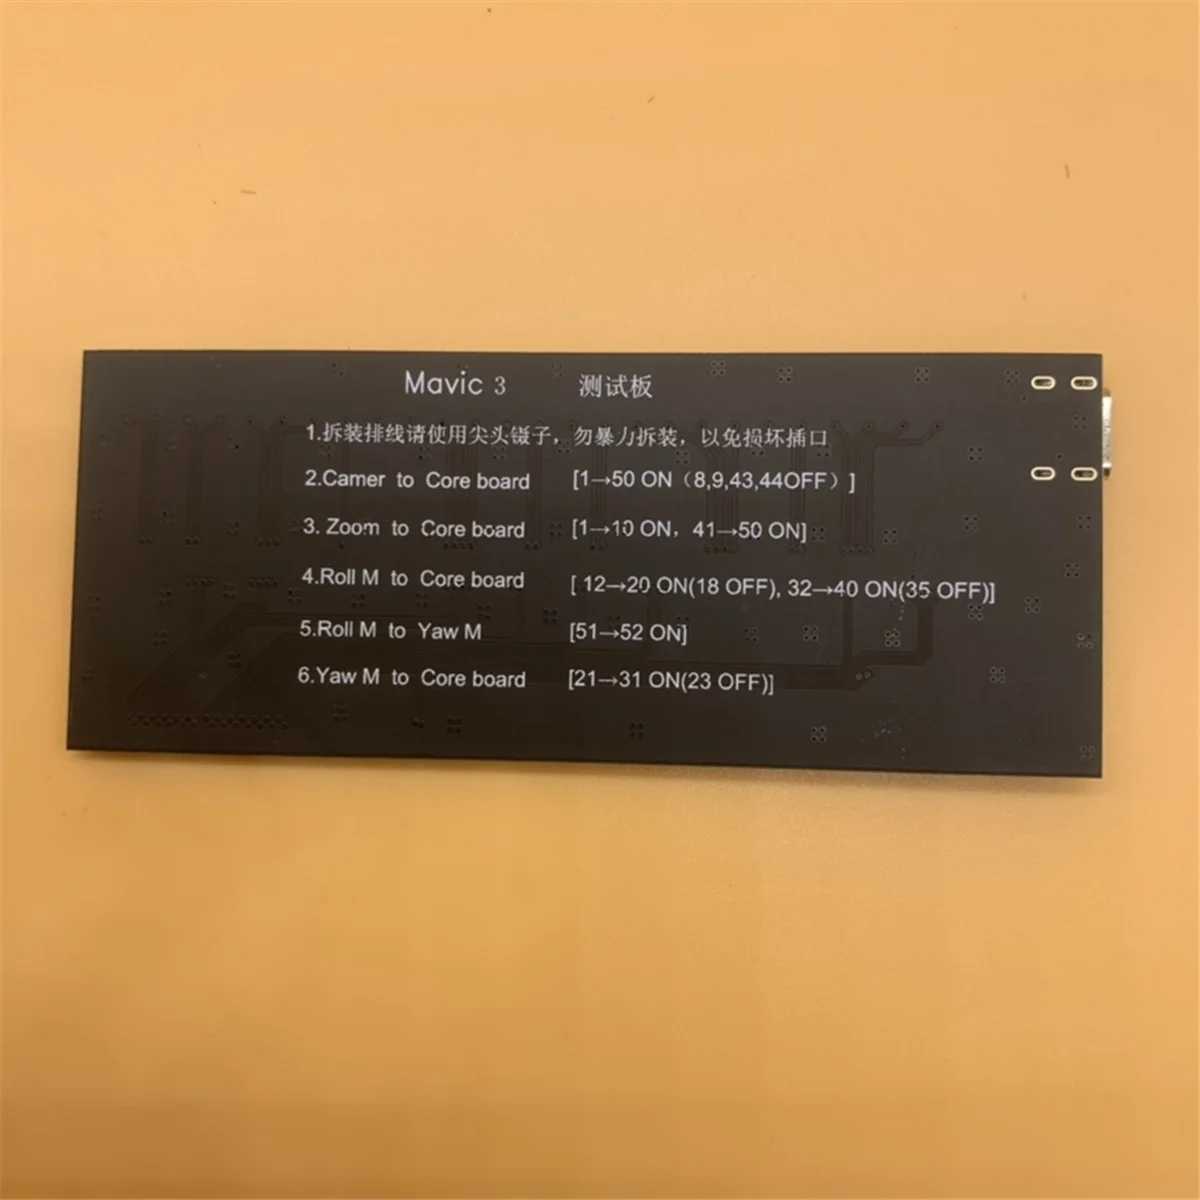 Mavic 3 测试板
1.拆装排线请使用尖头镊子，勿暴力拆装，以免损坏插口
2.Camer to Core board [1→50 ON（8,9,43,44OFF）]
3. Zoom to Core board [1→10 ON，41→50 ON]
4.Roll M to Core board [ 12→20 ON(18 OFF), 32→40 ON(35 OFF)]
5.Roll M to Yaw M [51→52 ON]
6.Yaw M to Core board [21→31 ON(23 OFF)]